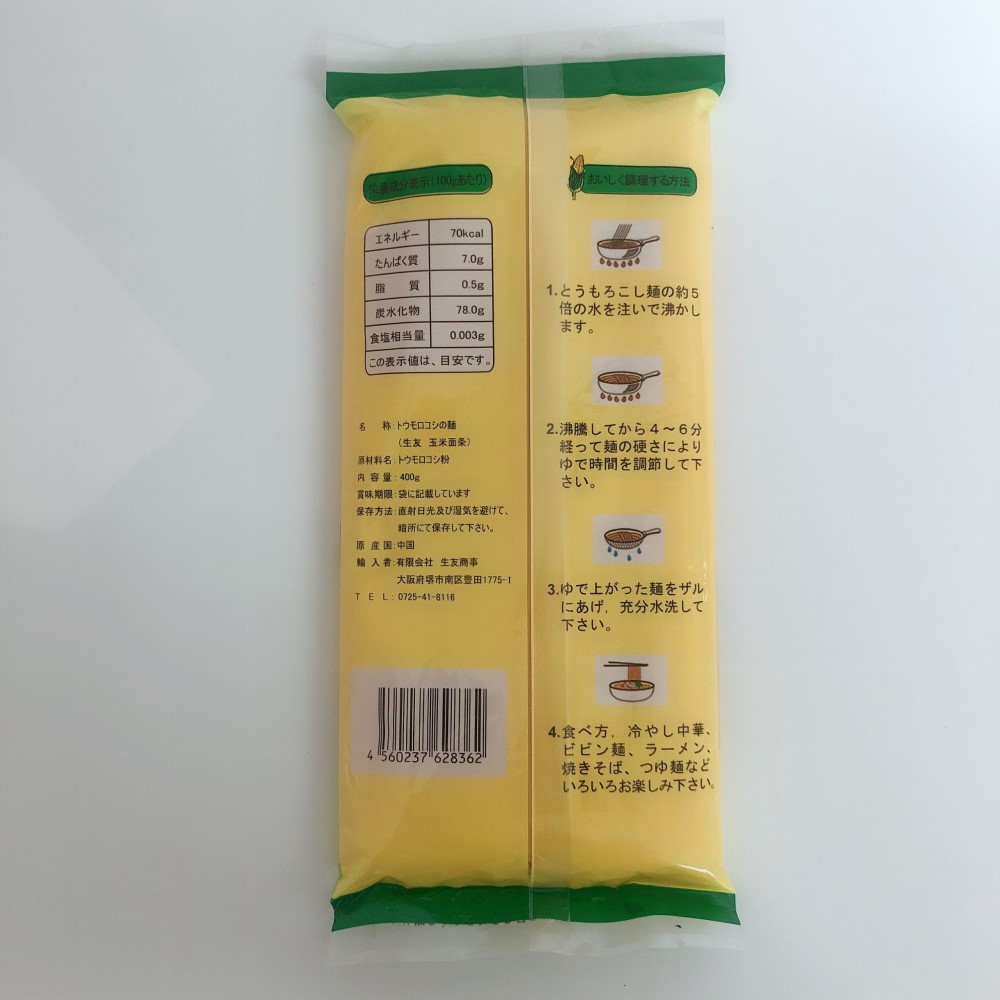 栄養成分表示(100gあたり)
エネルギー 70kcal
たんぱく質 7.0g
脂 質 0.5g
炭水化物 78.0g
食塩相当量 0.003g
この表示値は、目安です。
名 称:トウモロコシの麺
(生友 玉米面条)
原材料名:トウモロコシ粉
内 容 量:400g
賞味期限:袋に記載しています
保存方法:直射日光及び湿気を避けて、
暗所にて保存して下さい。
原 産 国:中国
輸 入 者:有限会社 生友商事
大阪府堺市南区豊田1775-1
T E L:0725-41-8116
4 560237 628362
おいしく調理する方法
1.とうもろこし麺の約5
倍の水を注いで沸かし
ます。
2.沸騰してから4~6分
経って麺の硬さにより
ゆで時間を調節して下
さい。
3.ゆで上がった麺をザル
にあげ,充分水洗して
下さい。
4.食べ方,冷やし中華、
ビビン麺、ラーメン、
焼きそば、つゆ麺など
いろいろお楽しみ下さい。